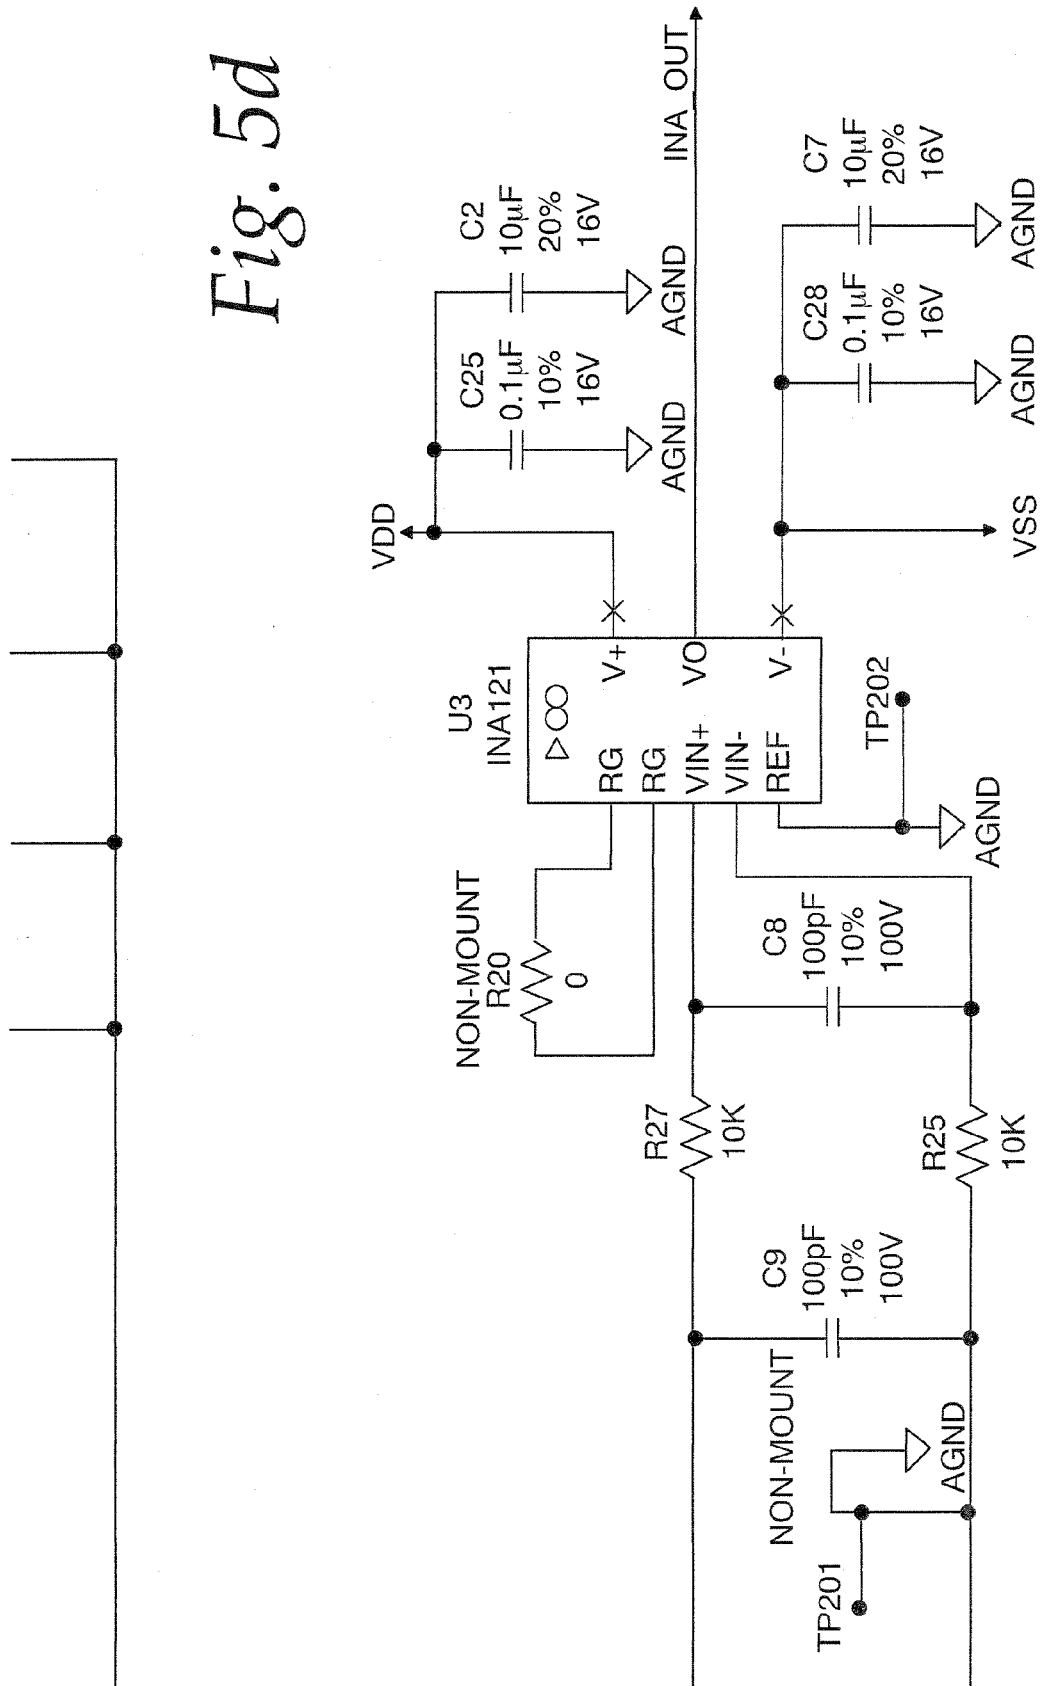 Fig. 5d
VDD
C25
0.1µF
10%
16V
AGND
C2
10µF
20%
16V
AGND
U3
INA121
RG
RG
VIN+
VIN-
REF
V+
VO
V-
INA OUT
NON-MOUNT
R20
0
R27
10K
C8
100pF
10%
100V
TP202
AGND
VSS
C28
0.1µF
10%
16V
AGND
C7
10µF
20%
16V
AGND
NON-MOUNT
C9
100pF
10%
100V
R25
10K
TP201
AGND